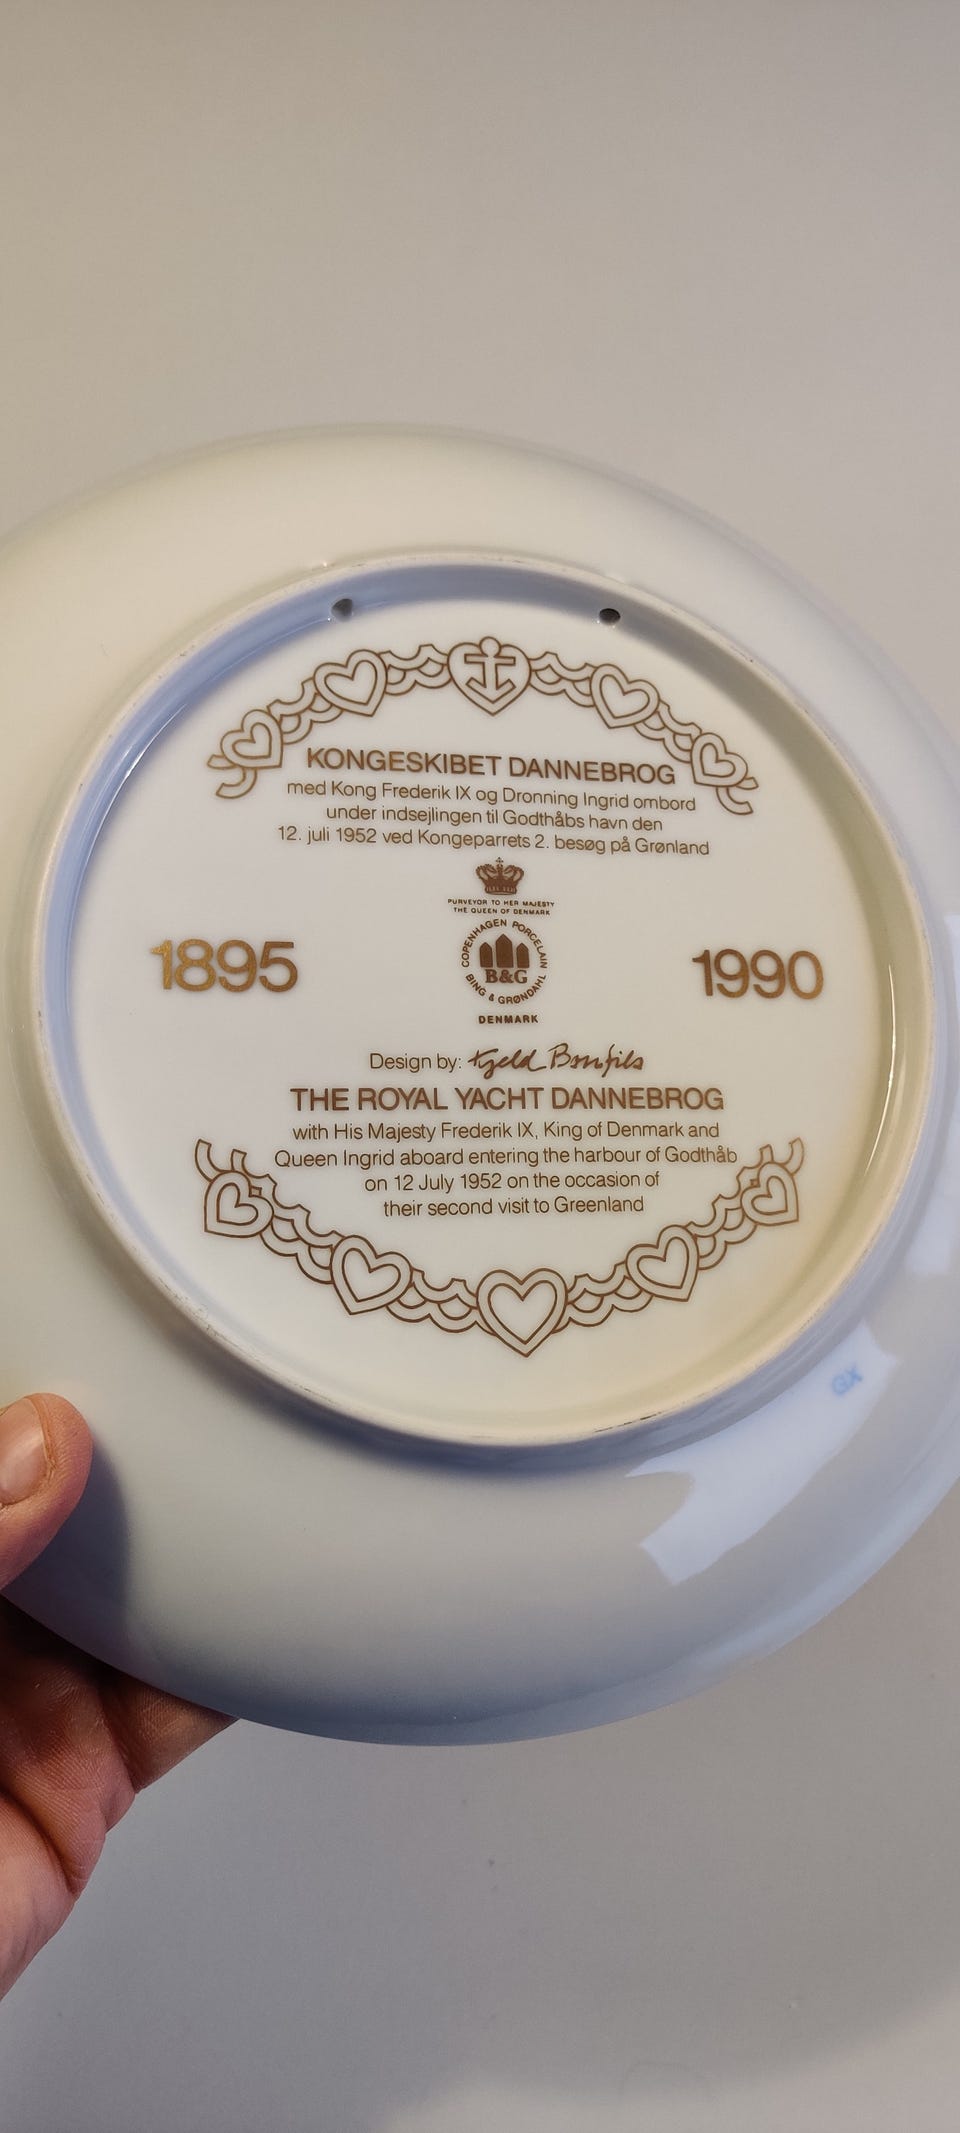 KONGESKIBET DANNEBROG
med Kong Frederik IX og Dronning Ingrid ombord
under indsejlingen til Godthåbs havn den
12. juli 1952 ved Kongeparrets 2. besøg på Grønland
PURVEYOR TO HER MAJESTY
THE QUEEN OF DENMARK
1895
COPENHAGEN PORCELAIN
B&G
BING & GRØNDAHL
1990
DENMARK
Design by: Kjeld Bonfils
THE ROYAL YACHT DANNEBROG
with His Majesty Frederik IX, King of Denmark and
Queen Ingrid aboard entering the harbour of Godthåb
on 12 July 1952 on the occasion of
their second visit to Greenland
GX